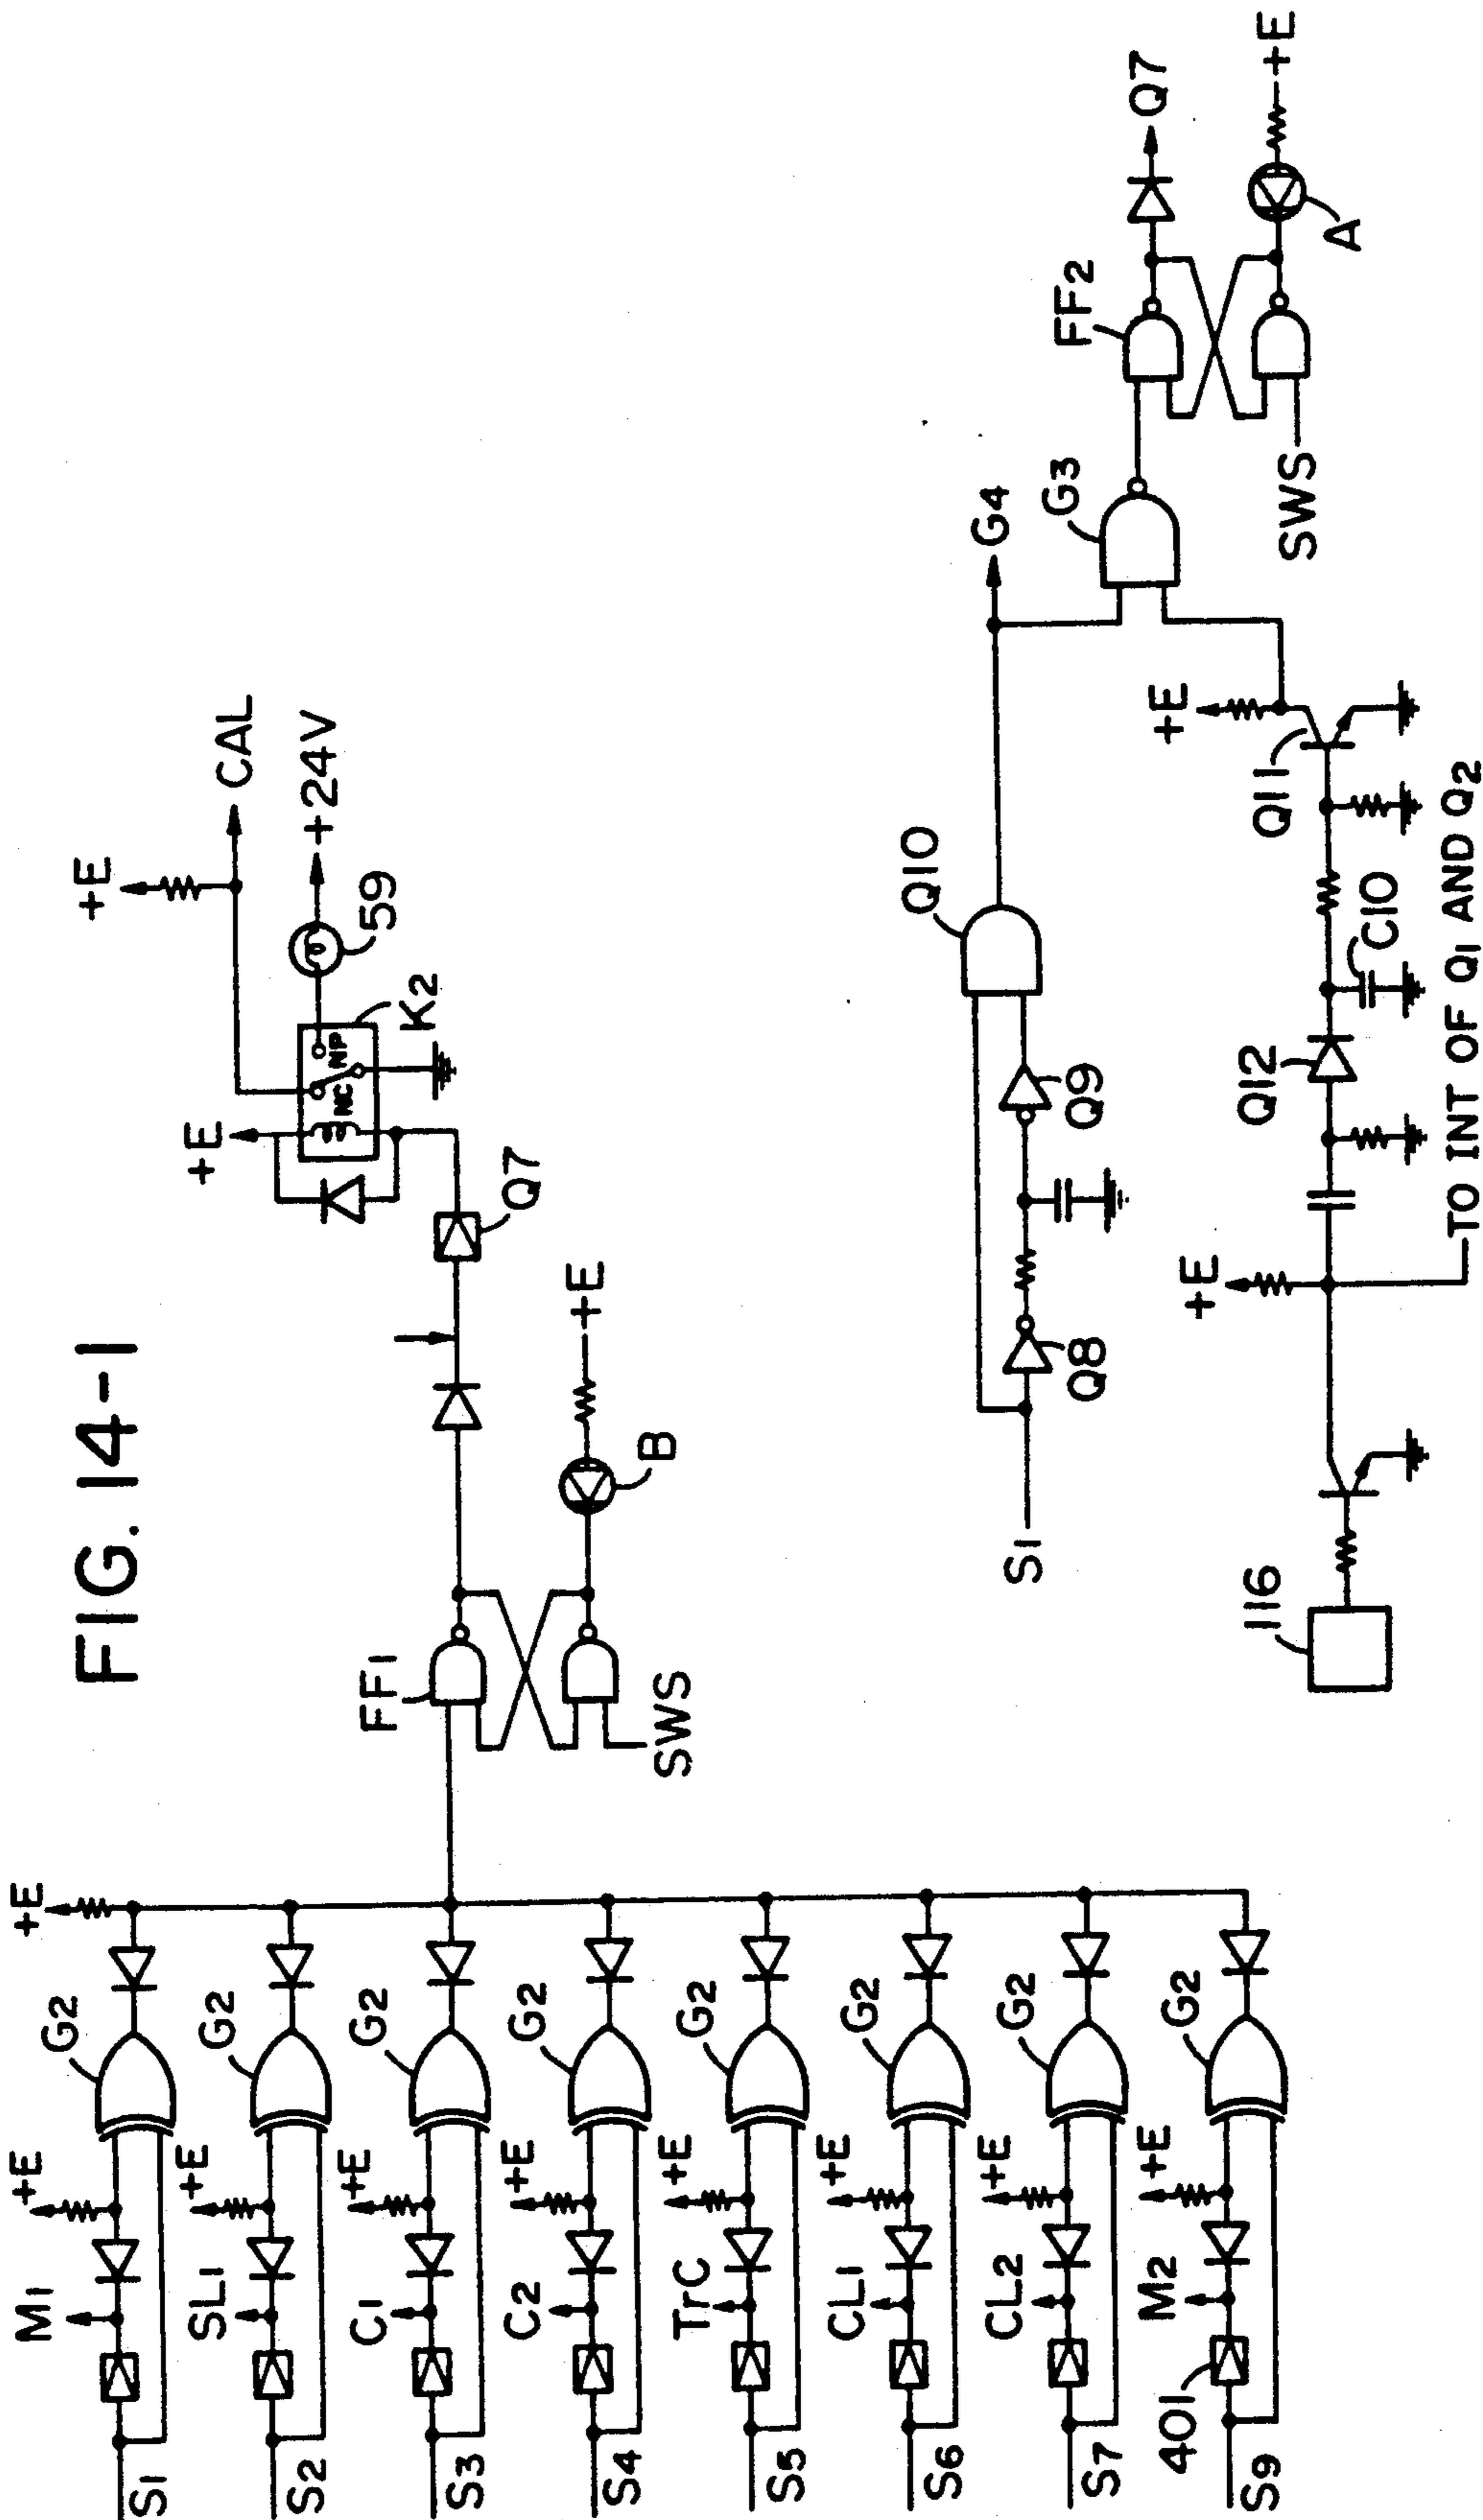 FIG. 14-1
+E
S1
M1
+E
G2
S2
SL1
+E
G2
S3
C1
+E
G2
S4
C2
+E
G2
S5
TrC
+E
G2
S6
CL1
+E
G2
S7
CL2
+E
G2
S9
401
M2
+E
G2
FF1
SWS
B
+E
Q7
+E
NC
NP
K2
59
+24V
+E
CAL
S1
Q8
Q9
Q10
G4
G3
116
+E
TO INT OF Q1 AND Q2
Q12
C10
Q11
+E
FF2
SWS
Q7
A
+E